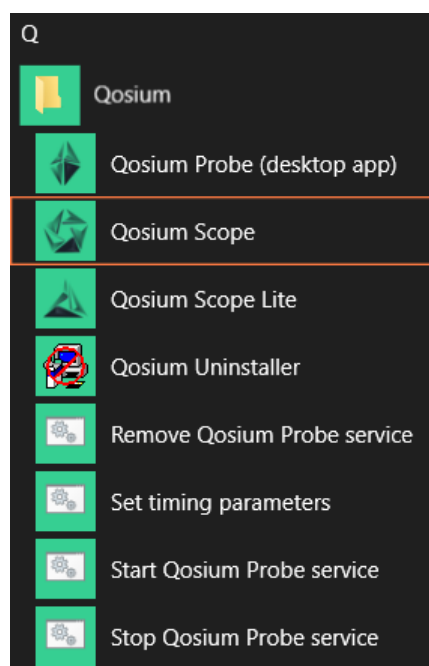 Q
Qosium
Qosium Probe (desktop app)
Qosium Scope
Qosium Scope Lite
Qosium Uninstaller
Remove Qosium Probe service
Set timing parameters
Start Qosium Probe service
Stop Qosium Probe service